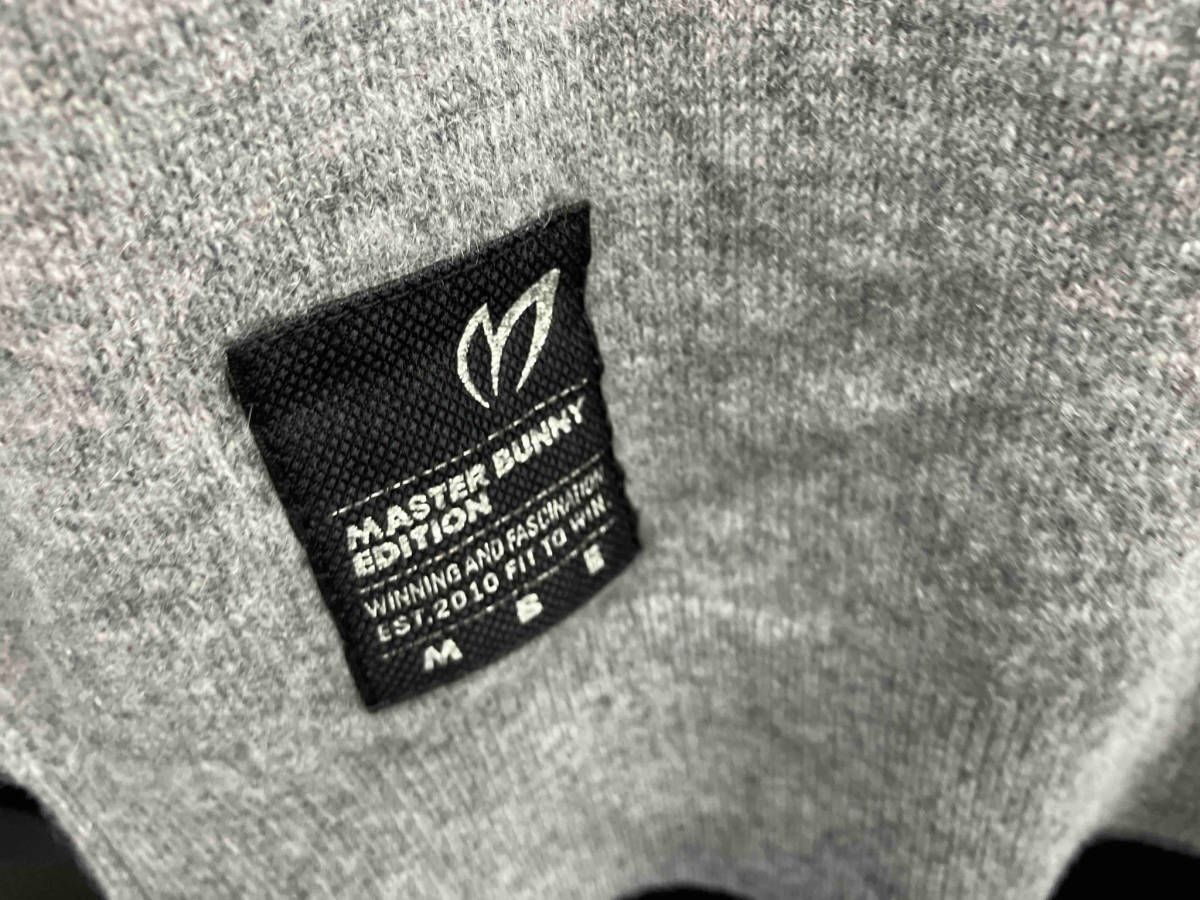 MASTER BUNNY
EDITION
WINNING AND FASCINATION
EST.2010 FIT TO WIN
M B E